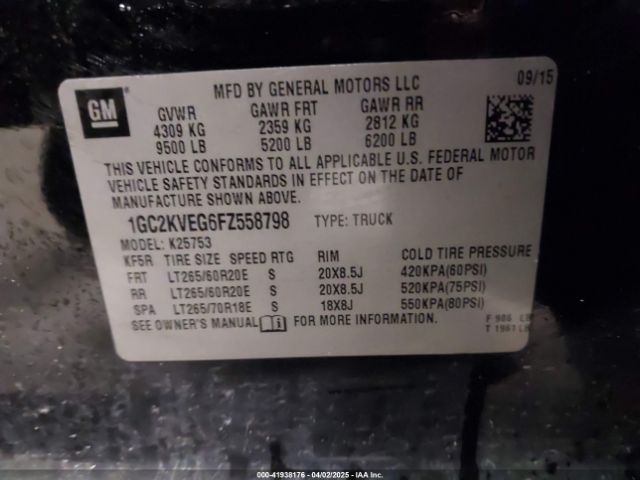 MFD BY GENERAL MOTORS LLC 09/15
GM
GVWR GAWR FRT GAWR RR
4309 KG 2359 KG 2812 KG
9500 LB 5200 LB 6200 LB
THIS VEHICLE CONFORMS TO ALL APPLICABLE U.S. FEDERAL MOTOR
VEHICLE SAFETY STANDARDS IN EFFECT ON THE DATE OF
MANUFACTURE SHOWN ABOVE.
1GC2KVEG6FZ558798 TYPE: TRUCK
MODEL: K25753
KF5R TIRE SIZE SPEED RTG RIM COLD TIRE PRESSURE
FRT LT265/60R20E S 20X8.5J 420KPA(60PSI)
RR LT265/60R20E S 20X8.5J 520KPA(75PSI)
SPA LT265/70R18E S 18X8J 550KPA(80PSI)
SEE OWNER'S MANUAL FOR MORE INFORMATION.
F 986 LB
T 1961 LB
000-41938176 - 04/02/2025 - IAA Inc.